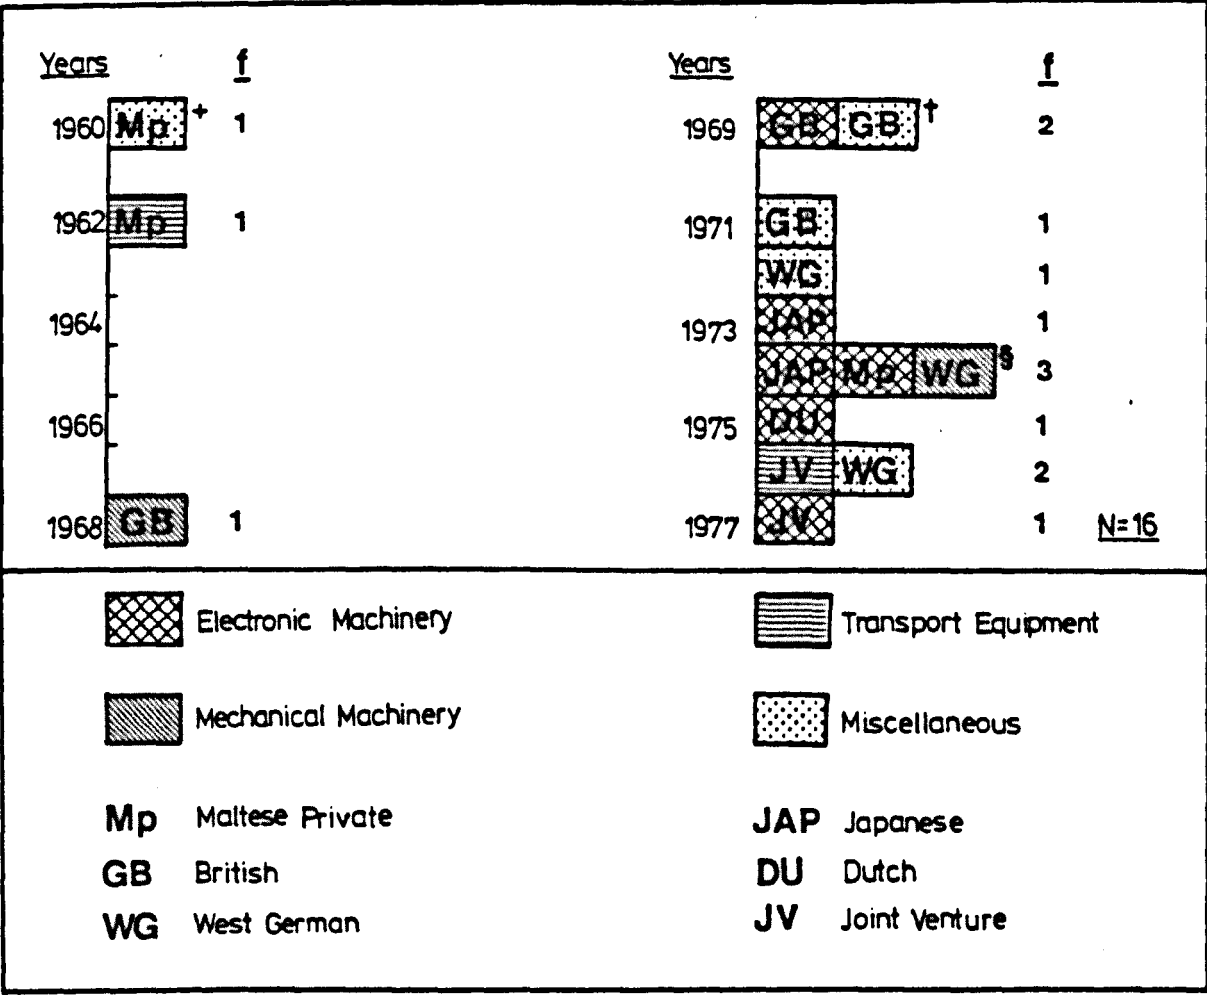 Years f Years f
1960 Mp + 1 1969 GB GB † 2
1962 Mp 1 1971 GB 1
WG 1
1964 1973 JAP 1
JAP Mp WG § 3
1966 1975 DU 1
JV WG 2
1968 GB 1 1977 JV 1 N=16
Electronic Machinery Transport Equipment
Mechanical Machinery Miscellaneous
Mp Maltese Private JAP Japanese
GB British DU Dutch
WG West German JV Joint Venture